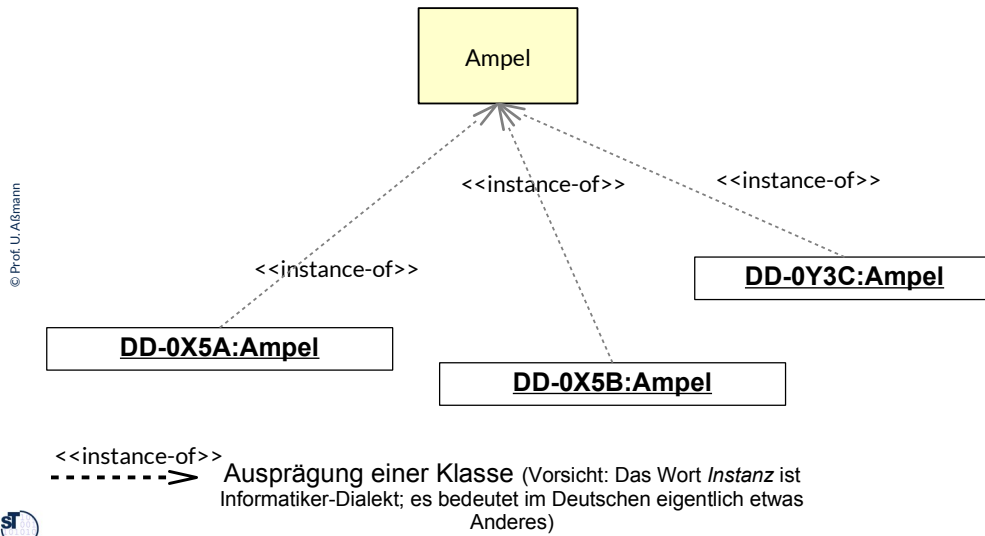 Ampel
<<instance-of>>
<<instance-of>>
© Prof. U. Aßmann
<<instance-of>>
DD-0Y3C:Ampel
DD-0X5A:Ampel
DD-0X5B:Ampel
<<instance-of>>
Ausprägung einer Klasse (Vorsicht: Das Wort Instanz ist
Informatiker-Dialekt; es bedeutet im Deutschen eigentlich etwas
Anderes)
ST